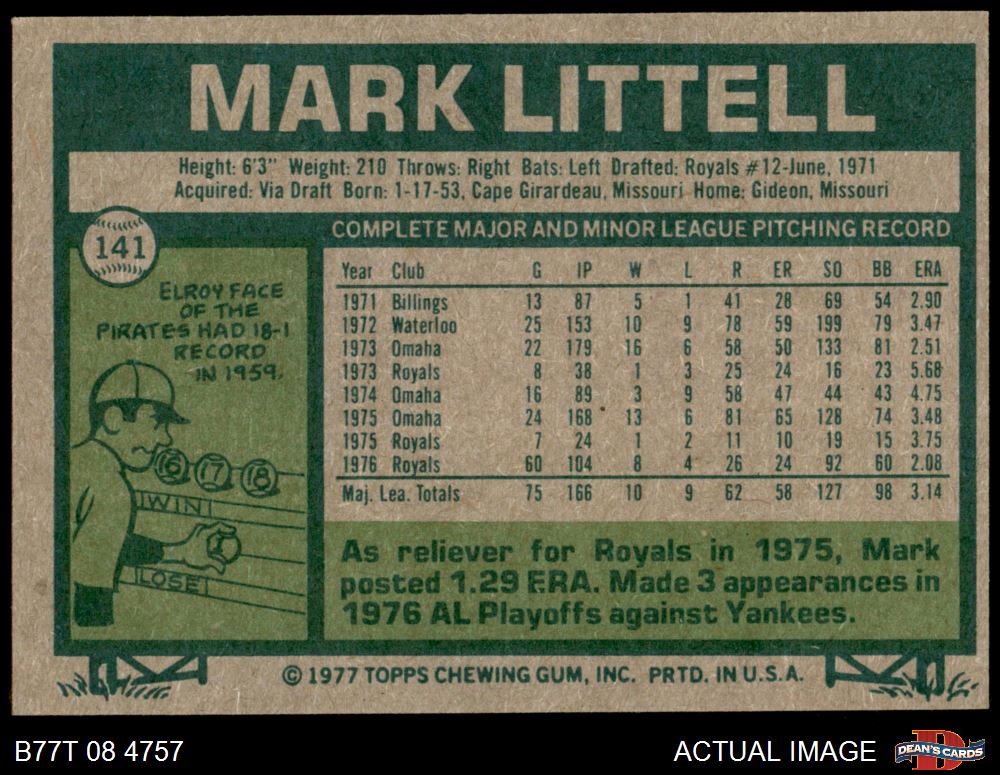 MARK LITTELL
Height: 6'3" Weight: 210 Throws: Right Bats: Left Drafted: Royals #12-June, 1971
Acquired: Via Draft Born: 1-17-53, Cape Girardeau, Missouri Home: Gideon, Missouri
141
COMPLETE MAJOR AND MINOR LEAGUE PITCHING RECORD
Year Club G IP W L R ER SO BB ERA
1971 Billings 13 87 5 1 41 28 69 54 2.90
1972 Waterloo 25 153 10 9 78 59 199 79 3.47
1973 Omaha 22 179 16 6 58 50 133 81 2.51
1973 Royals 8 38 1 3 25 24 16 23 5.68
1974 Omaha 16 89 3 9 58 47 44 43 4.75
1975 Omaha 24 168 13 6 81 65 128 74 3.48
1975 Royals 7 24 1 2 11 10 19 15 3.75
1976 Royals 60 104 8 4 26 24 92 60 2.08
Maj. Lea. Totals 75 166 10 9 62 58 127 98 3.14
ELROY FACE
OF THE
PIRATES HAD 18-1
RECORD
IN 1959.
16 17 18
WIN
LOSE
As reliever for Royals in 1975, Mark
posted 1.29 ERA. Made 3 appearances in
1976 AL Playoffs against Yankees.
© 1977 TOPPS CHEWING GUM, INC. PRTD. IN U.S.A.
B77T 08 4757
ACTUAL IMAGE
D
DEAN'S CARDS